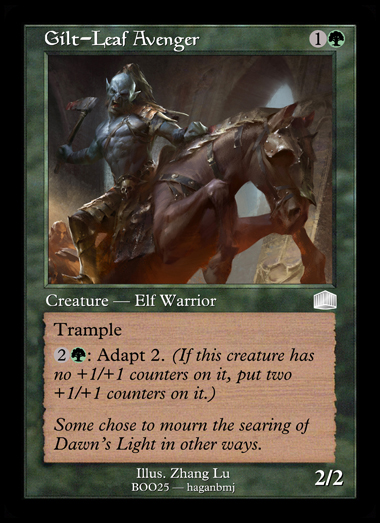 Gilt-Leaf Avenger 1
Creature — Elf Warrior
Trample
2: Adapt 2. (If this creature has
no +1/+1 counters on it, put two
+1/+1 counters on it.)
Some chose to mourn the searing of
Dawn's Light in other ways.
Illus. Zhang Lu
BOO25 — haganbmj
2/2